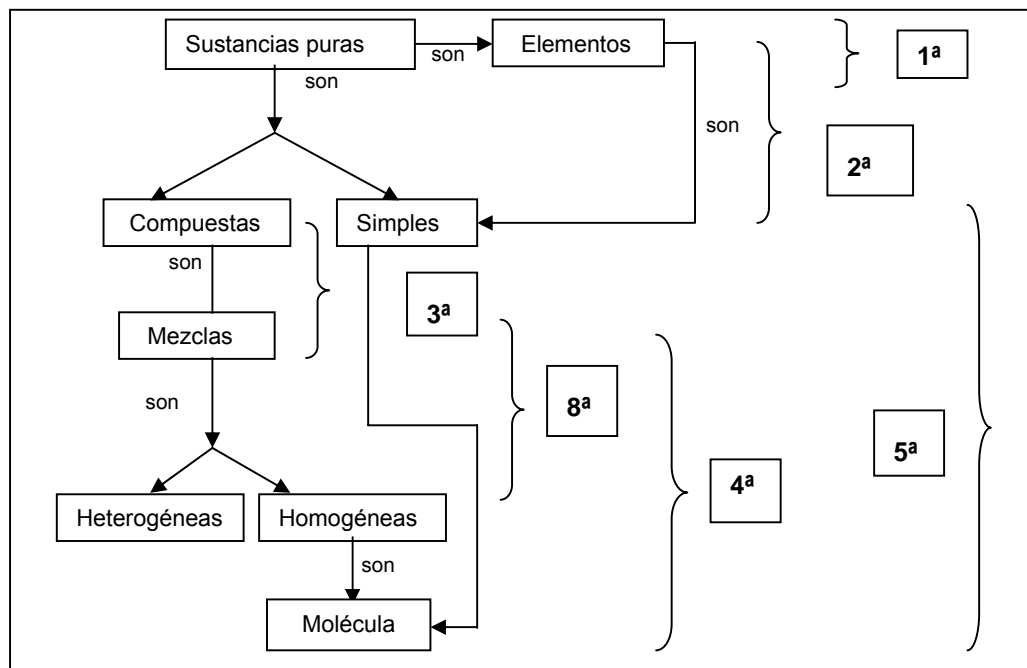 Sustancias puras
son
Elementos
1ª
son
son
2ª
Compuestas
Simples
son
3ª
Mezclas
8ª
son
5ª
4ª
Heterogéneas
Homogéneas
son
Molécula